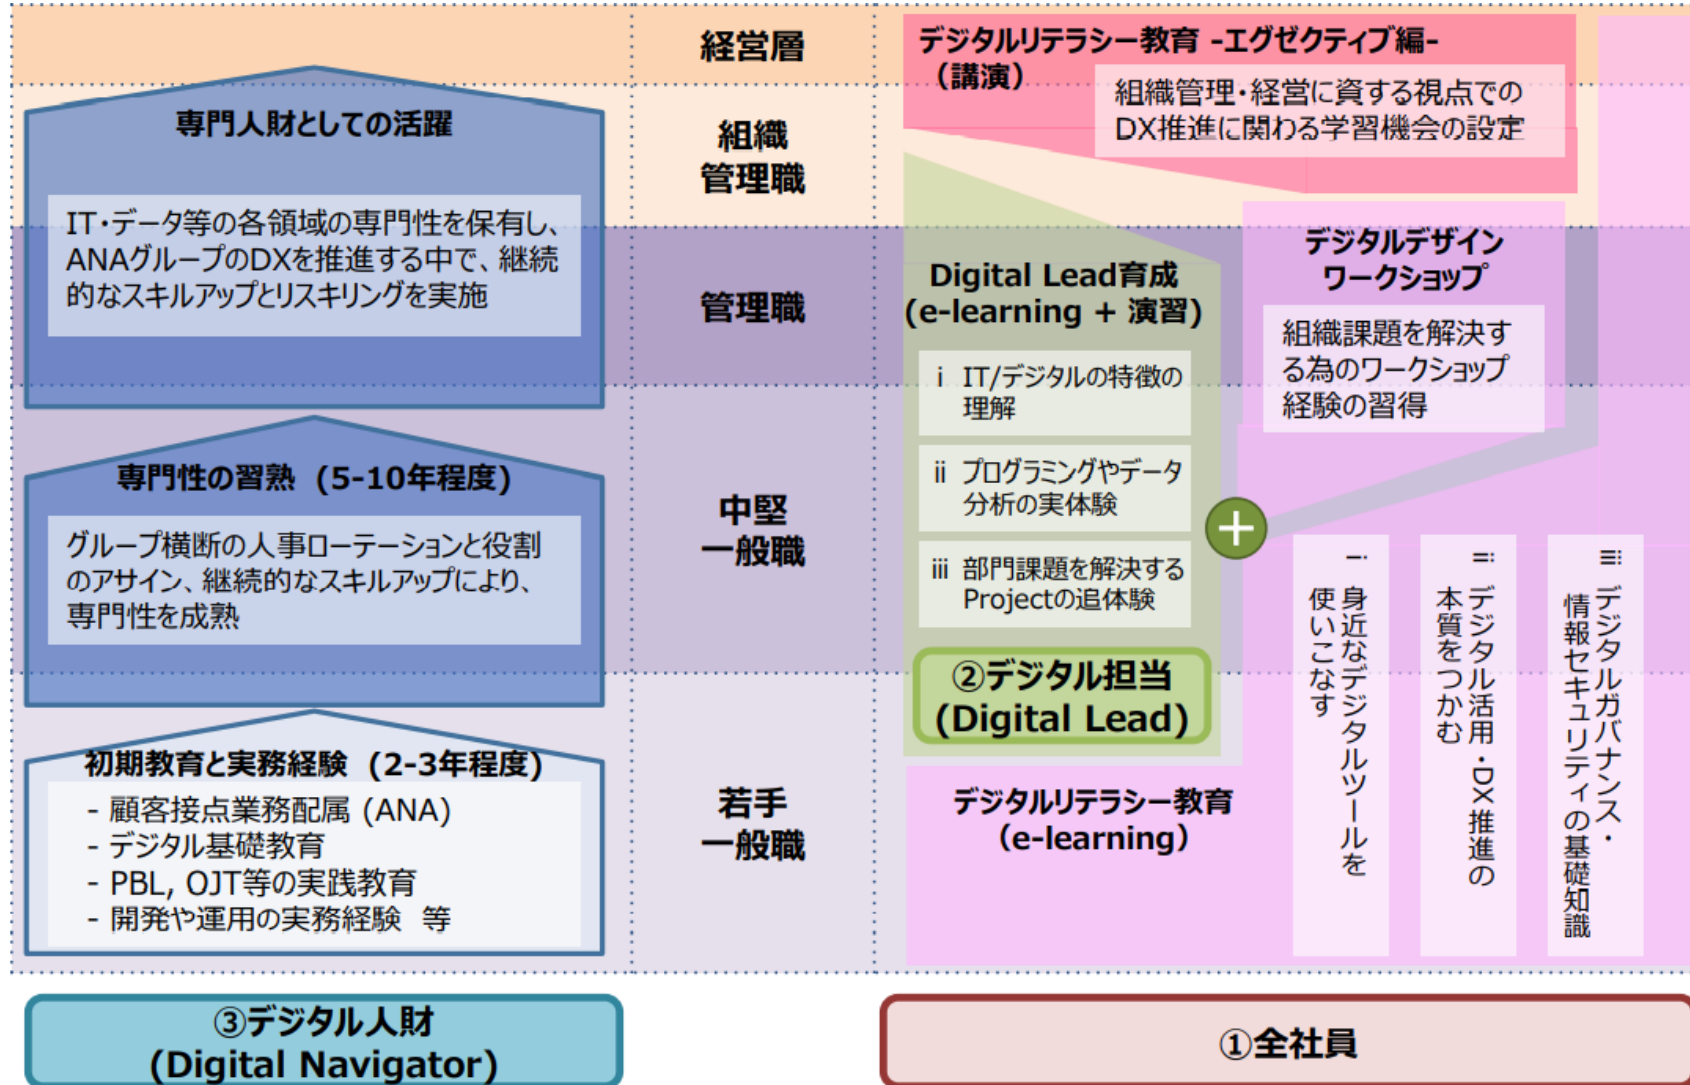 経営層
組織
管理職
管理職
中堅
一般職
若手
一般職
専門人財としての活躍
IT・データ等の各領域の専門性を保有し、
ANAグループのDXを推進する中で、継続
的なスキルアップとリスキリングを実施
専門性の習熟 (5-10年程度)
グループ横断の人事ローテーションと役割
のアサイン、継続的なスキルアップにより、
専門性を成熟
初期教育と実務経験 (2-3年程度)
- 顧客接点業務配属 (ANA)
- デジタル基礎教育
- PBL, OJT等の実践教育
- 開発や運用の実務経験 等
③デジタル人財
(Digital Navigator)
デジタルリテラシー教育 -エグゼクティブ編-
(講演)
組織管理・経営に資する視点での
DX推進に関わる学習機会の設定
Digital Lead育成
(e-learning + 演習)
i IT/デジタルの特徴の
理解
ii プログラミングやデータ
分析の実体験
iii 部門課題を解決する
Projectの追体験
②デジタル担当
(Digital Lead)
デジタルデザイン
ワークショップ
組織課題を解決す
る為のワークショップ
経験の習得
+
デジタルリテラシー教育
(e-learning)
i 身近なデジタルツールを
使いこなす
ii デジタル活用・DX推進の
本質をつかむ
iii デジタルガバナンス・
情報セキュリティの基礎知識
①全社員